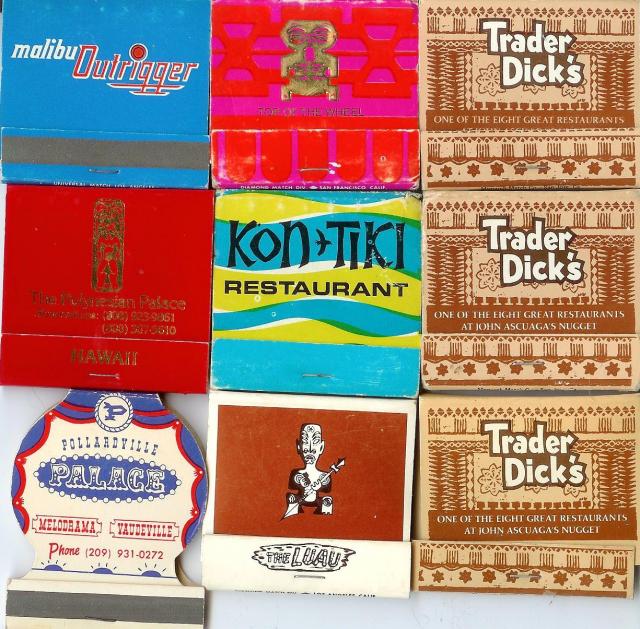 malibu Outrigger
UNIVERSAL MATCH, LOS ANGELES
TOP OF THE WHEEL
DIAMOND MATCH DIV. SAN FRANCISCO CALIF.
Trader
Dick's
ONE OF THE EIGHT GREAT RESTAURANTS
The Polynesian Palace
HAWAII
KON-TIKI
RESTAURANT
Trader
Dick's
ONE OF THE EIGHT GREAT RESTAURANTS
AT JOHN ASCUAGA'S NUGGET
P
POLLARDVILLE
PALACE
MELODRAMA VAUDEVILLE
Phone (209) 931-0272
THE LUAU
Trader
Dick's
ONE OF THE EIGHT GREAT RESTAURANTS
AT JOHN ASCUAGA'S NUGGET